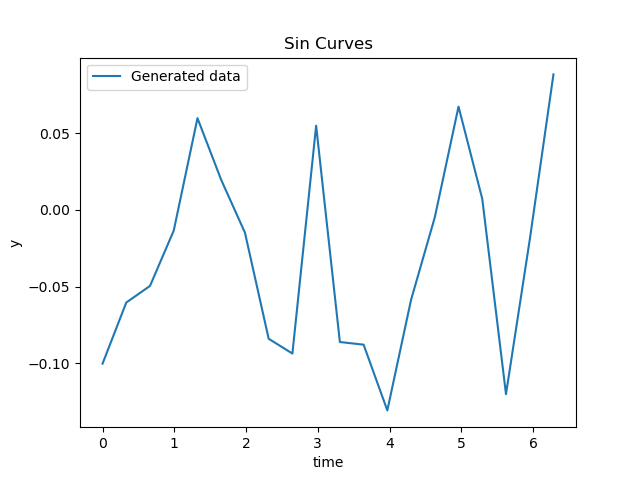 Sin Curves
Generated data
0.05
0.00
−0.05
−0.10
y
0 1 2 3 4 5 6
time